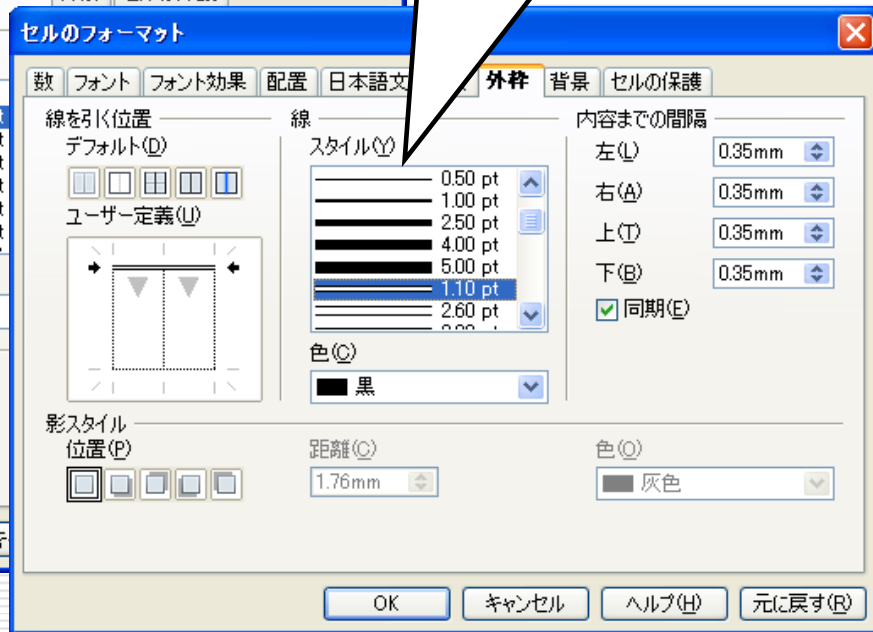 セルのフォーマット
数 フォント フォント効果 配置 日本語文 外枠 背景 セルの保護
線を引く位置
デフォルト(D)
ユーザー定義(U)
線
スタイル(Y)
0.50 pt
1.00 pt
2.50 pt
4.00 pt
5.00 pt
1.10 pt
2.60 pt
色(C)
黒
内容までの間隔
左(L) 0.35mm
右(A) 0.35mm
上(T) 0.35mm
下(B) 0.35mm
同期(E)
影スタイル
位置(P)
距離(C)
1.76mm
色(O)
灰色
OK キャンセル ヘルプ(H) 元に戻す(R)